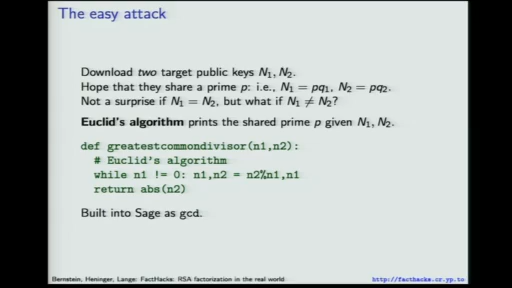 The easy attack
Download two target public keys N₁, N₂.
Hope that they share a prime p: i.e., N₁ = pq₁, N₂ = pq₂.
Not a surprise if N₁ = N₂, but what if N₁ ≠ N₂?
Euclid's algorithm prints the shared prime p given N₁, N₂.
def greatestcommondivisor(n1,n2):
  # Euclid's algorithm
  while n1 != 0: n1,n2 = n2%n1,n1
  return abs(n2)
Built into Sage as gcd.
Bernstein, Heninger, Lange: FactHacks: RSA factorization in the real world
http://facthacks.cr.yp.to